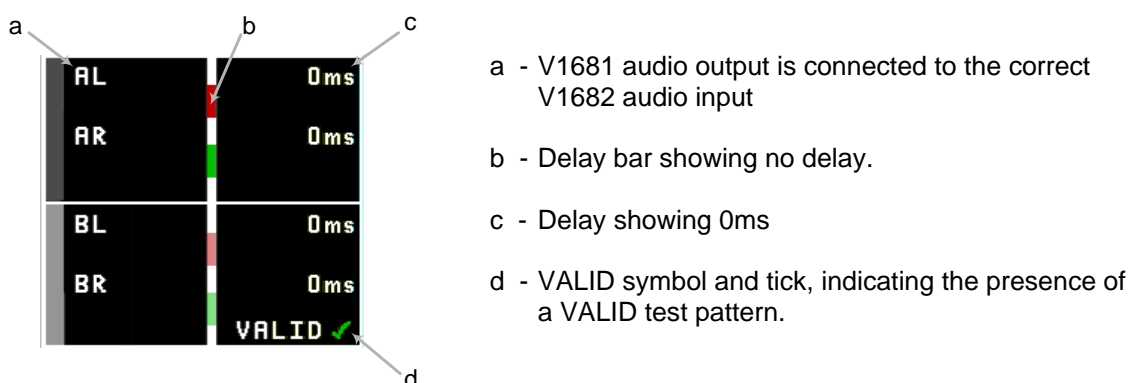 a
b
c
AL 0ms
AR 0ms
BL 0ms
BR 0ms
VALID
d
a - V1681 audio output is connected to the correct
V1682 audio input
b - Delay bar showing no delay.
c - Delay showing 0ms
d - VALID symbol and tick, indicating the presence of
a VALID test pattern.